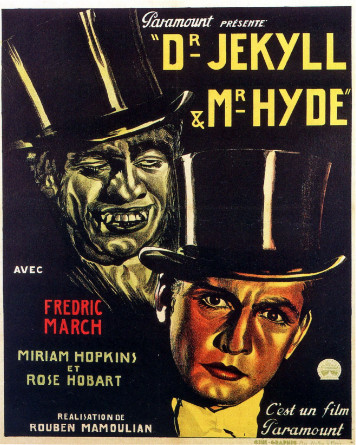 Paramount PRÉSENTE
"DR JEKYLL
& MR HYDE"
AVEC
FREDRIC
MARCH
MIRIAM HOPKINS
ET
ROSE HOBART
RÉALISATION DE
ROUBEN MAMOULIAN
C'est un film
Paramount